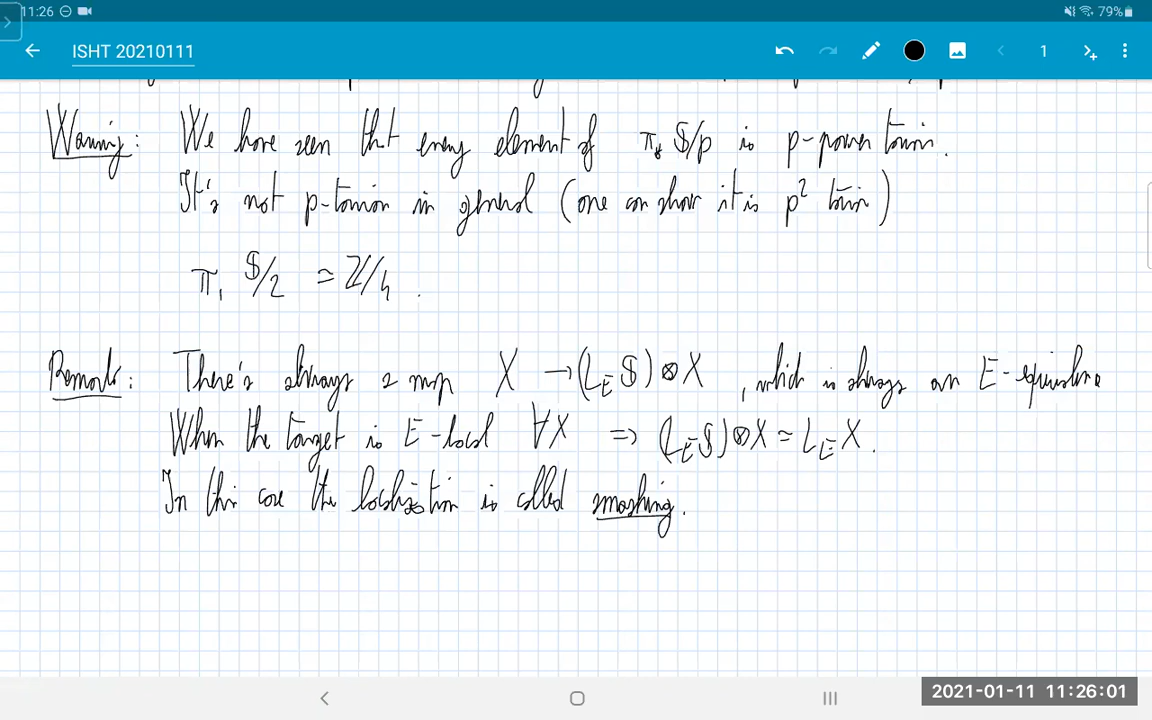 11:26
79%
ISHT 20210111
1
Warning: We have seen that every element of π_* $/p is p-power torsion.
It's not p-torsion in general (one can show it is p² torsion)
π₁ $/2 ≃ ℤ/4.
Remark: There's always a map X → (L_E $) ⊗ X, which is always an E-equivalence
When the target is E-local ∀X ⇒ (L_E $) ⊗ X ≃ L_E X.
In this case the localization is called smashing.
2021-01-11 11:26:01